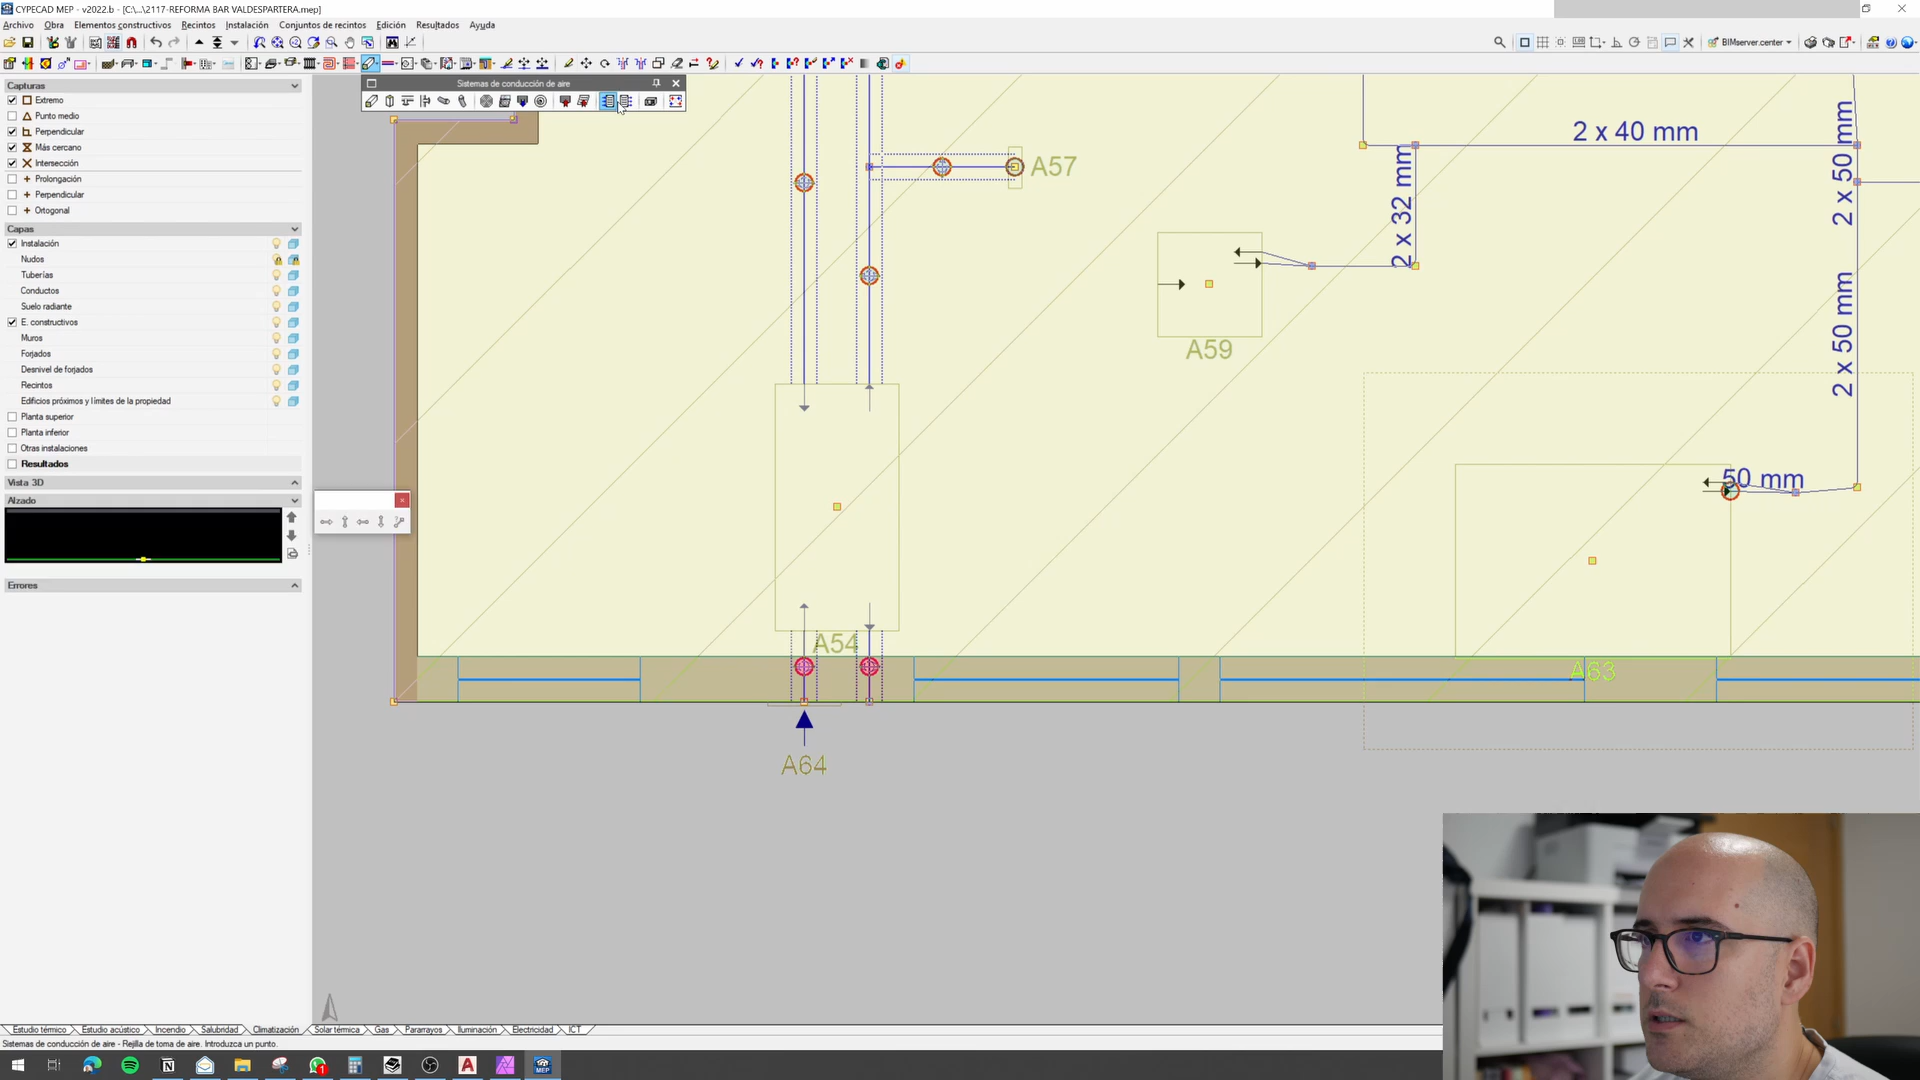 CYPECAD MEP - v2022.b - [C:\...\2117-REFORMA BAR VALDESPARTERA.mep]
Archivo Obra Elementos constructivos Recintos Instalación Conjuntos de recintos Edición Resultados Ayuda
BIMserver.center
Capturas
Extremo
Punto medio
Perpendicular
Más cercano
Intersección
Prolongación
Perpendicular
Ortogonal
Capas
Instalación
Nudos
Tuberías
Conductos
Suelo radiante
E. constructivos
Muros
Forjados
Desnivel de forjados
Recintos
Edificios próximos y límites de la propiedad
Planta superior
Planta inferior
Otras instalaciones
Resultados
Vista 3D
Alzado
Errores
Sistemas de conducción de aire
2 x 40 mm
2 x 50 mm
A57
2 x 32 mm
A59
2 x 50 mm
50 mm
A54
A63
A64
Estudio térmico Estudio acústico Incendio Salubridad Climatización Solar térmica Gas Pararrayos Iluminación Electricidad ICT
Sistemas de conducción de aire - Rejilla de toma de aire. Introduzca un punto.
1
A
MEP